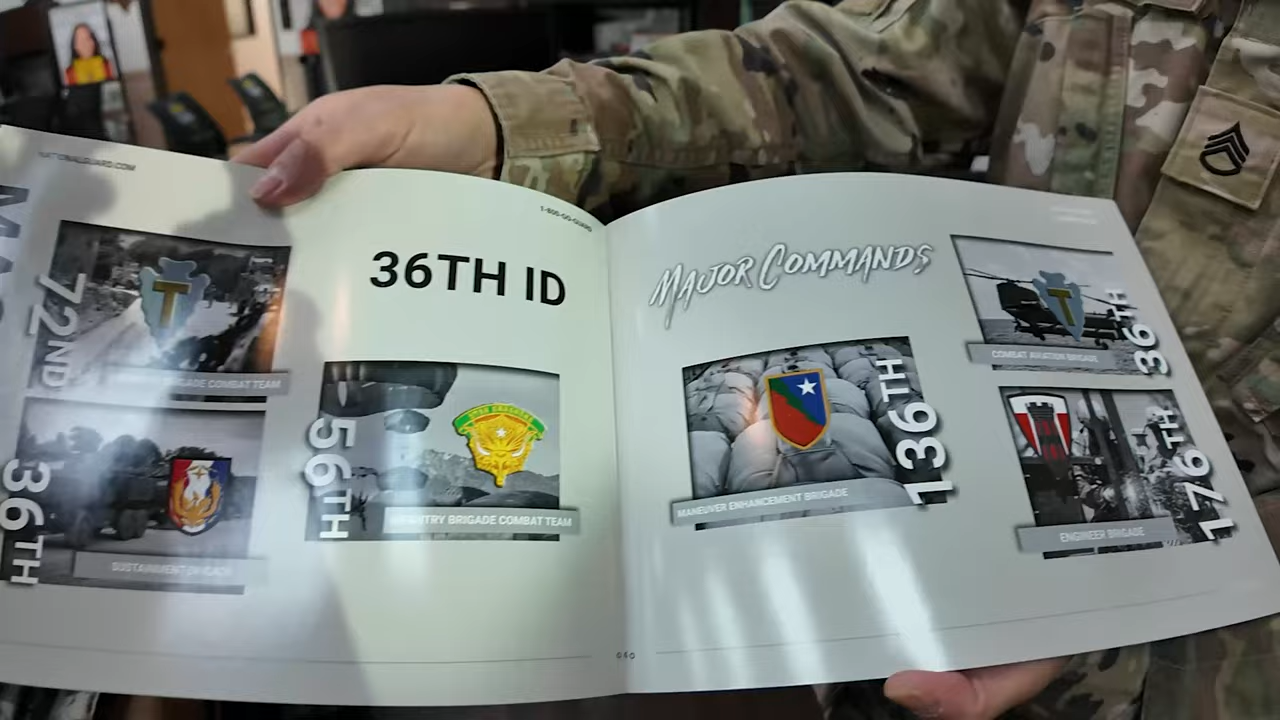 NATIONALGUARD.COM
72ND
BRIGADE COMBAT TEAM
36TH
SUSTAINMENT BRIGADE
1-800-GO-GUARD
36TH ID
56TH
INFANTRY BRIGADE COMBAT TEAM
MAJOR COMMANDS
136TH
MANEUVER ENHANCEMENT BRIGADE
36TH
COMBAT AVIATION BRIGADE
176TH
ENGINEER BRIGADE